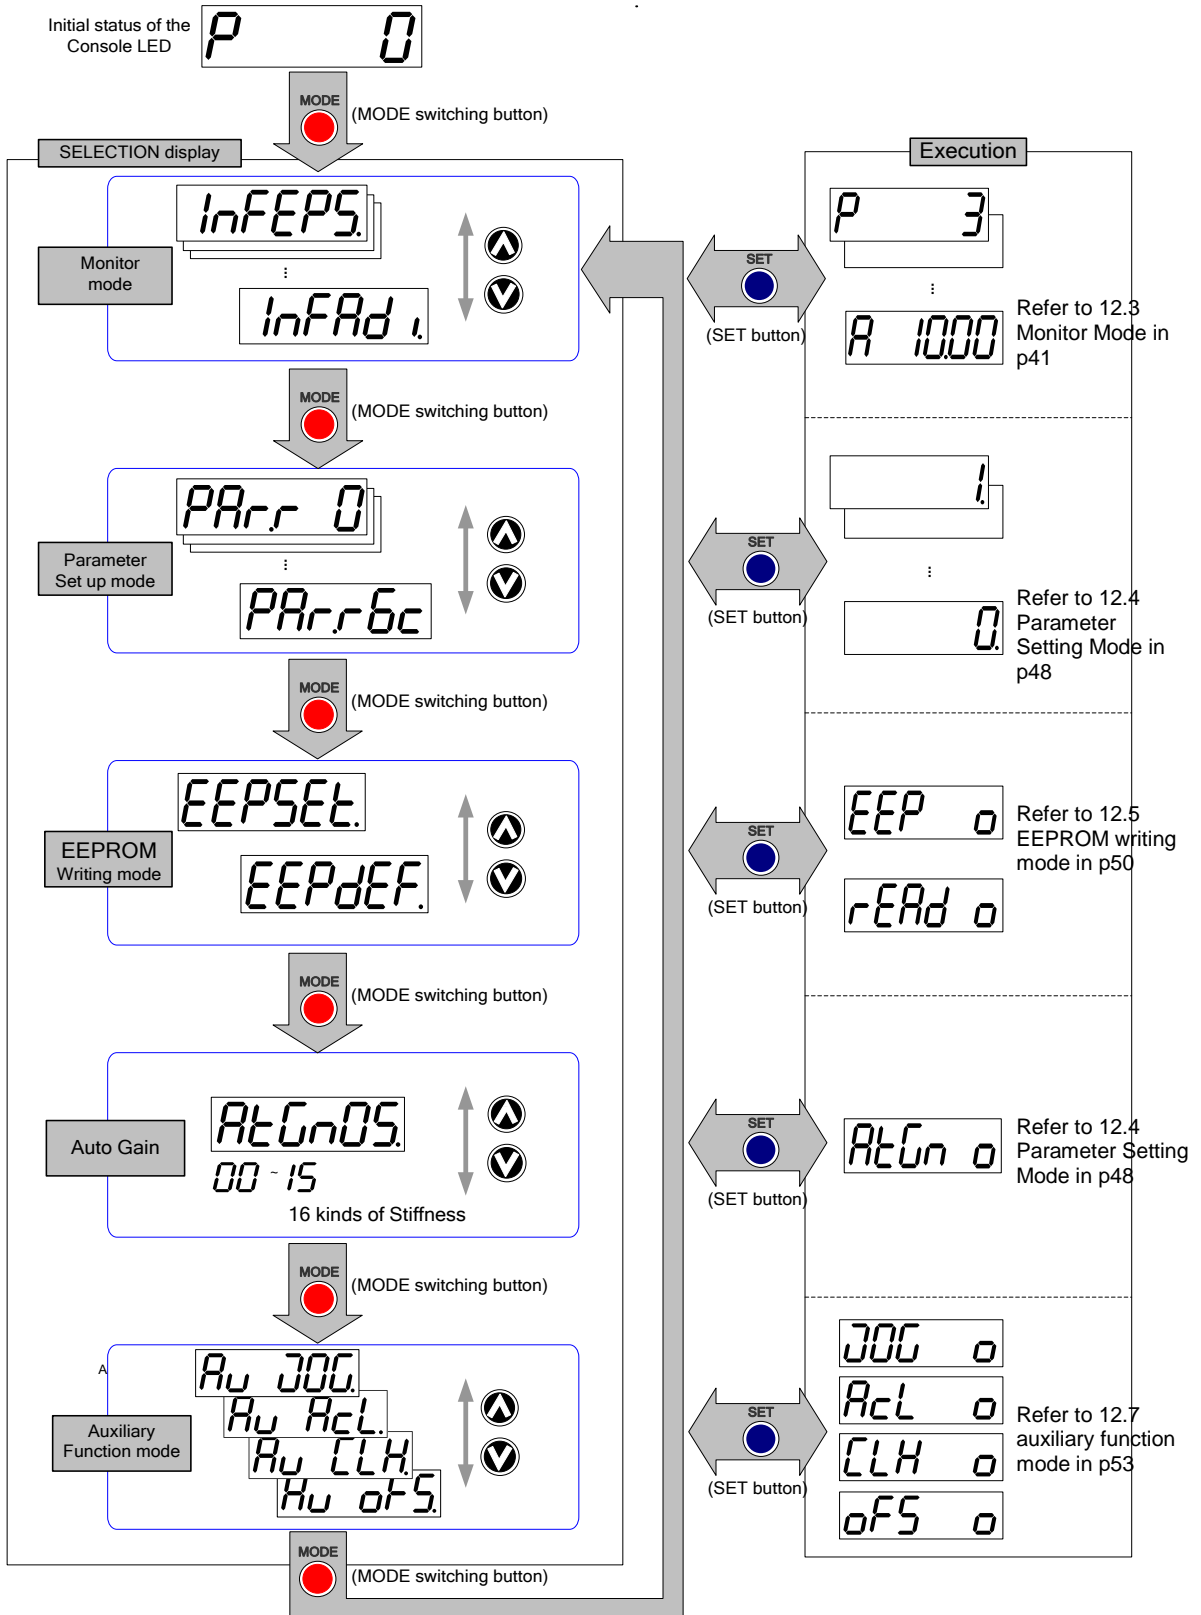 Initial status of the
Console LED
P 0
MODE
(MODE switching button)
SELECTION display
Execution
InFEPS.
Monitor
mode
InFAd i.
SET
(SET button)
P 3
A 10.00
Refer to 12.3
Monitor Mode in
p41
MODE
(MODE switching button)
PAr.r 0
Parameter
Set up mode
PAr.r6c
SET
(SET button)
1.
0.
Refer to 12.4
Parameter
Setting Mode in
p48
MODE
(MODE switching button)
EEPSEt.
EEPROM
Writing mode
EEPdEF.
SET
(SET button)
EEP o
rEAd o
Refer to 12.5
EEPROM writing
mode in p50
MODE
(MODE switching button)
AtGn05.
Auto Gain
00 ~ 15
16 kinds of Stiffness
SET
(SET button)
AtGn o
Refer to 12.4
Parameter Setting
Mode in p48
MODE
(MODE switching button)
A
Au JOG.
Au AcL.
Au CLH.
Au oFS.
Auxiliary
Function mode
SET
(SET button)
JOG o
AcL o
CLH o
oFS o
Refer to 12.7
auxiliary function
mode in p53
MODE
(MODE switching button)